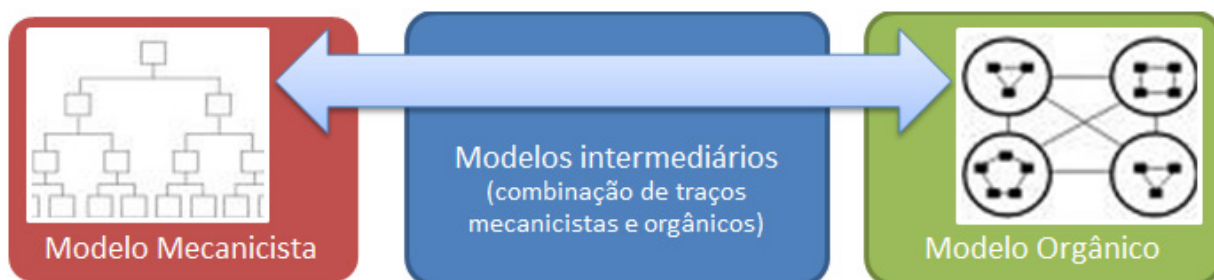 Modelo Mecanicista
Modelos intermediários
(combinação de traços
mecanicistas e orgânicos)
Modelo Orgânico